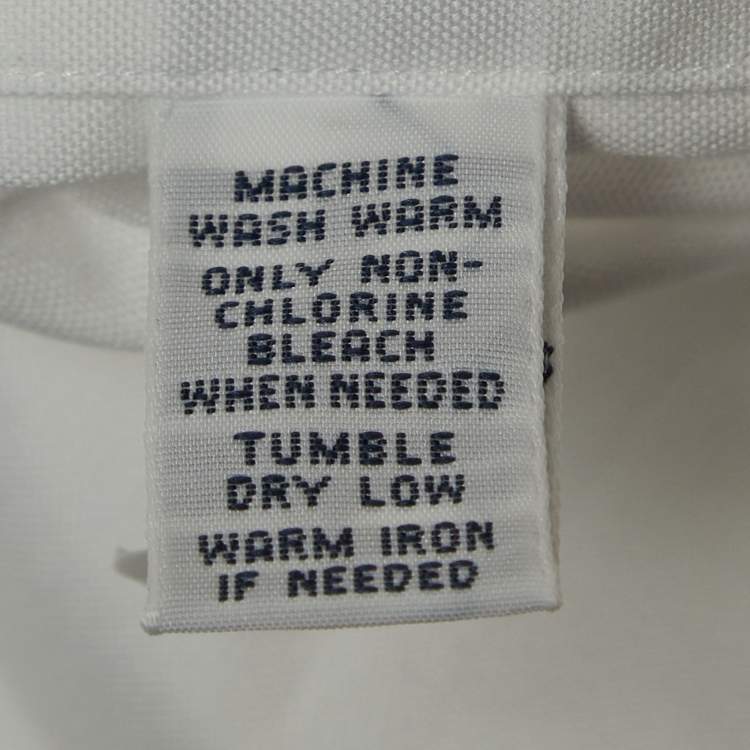 MACHINE
WASH WARM
ONLY NON-
CHLORINE
BLEACH
WHEN NEEDED
TUMBLE
DRY LOW
WARM IRON
IF NEEDED